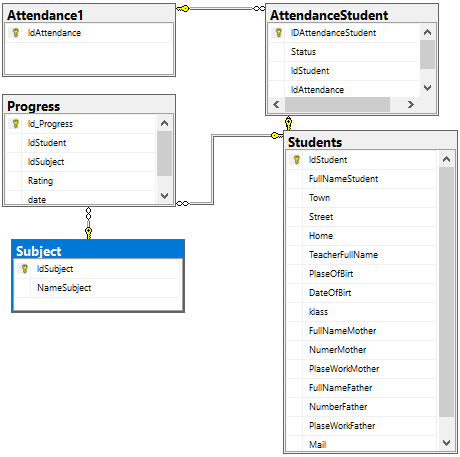 Attendance1
IdAttendance
AttendanceStudent
IDAttendanceStudent
Status
IdStudent
IdAttendance
Progress
Id_Progress
IdStudent
IdSubject
Rating
date
Subject
IdSubject
NameSubject
Students
IdStudent
FullNameStudent
Town
Street
Home
TeacherFullName
PlaseOfBirt
DateOfBirt
klass
FullNameMother
NumerMother
PlaseWorkMother
FullNameFather
NumberFather
PlaseWorkFather
Mail